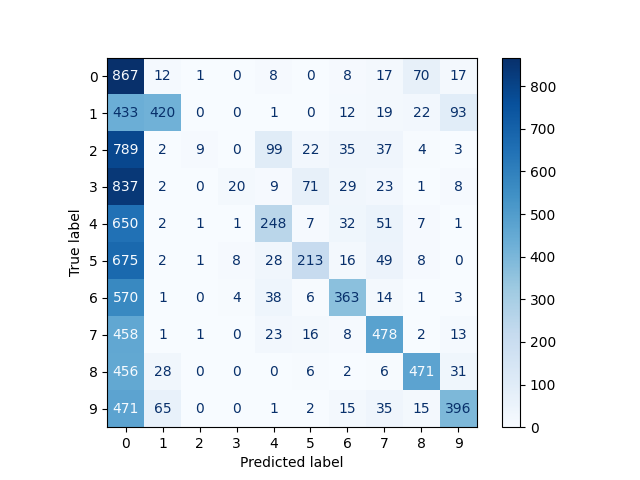 0 867 12 1 0 8 0 8 17 70 17
1 433 420 0 0 1 0 12 19 22 93
2 789 2 9 0 99 22 35 37 4 3
3 837 2 0 20 9 71 29 23 1 8
4 650 2 1 1 248 7 32 51 7 1
5 675 2 1 8 28 213 16 49 8 0
6 570 1 0 4 38 6 363 14 1 3
7 458 1 1 0 23 16 8 478 2 13
8 456 28 0 0 0 6 2 6 471 31
9 471 65 0 0 1 2 15 35 15 396
0 1 2 3 4 5 6 7 8 9
Predicted label
True label
800
700
600
500
400
300
200
100
0